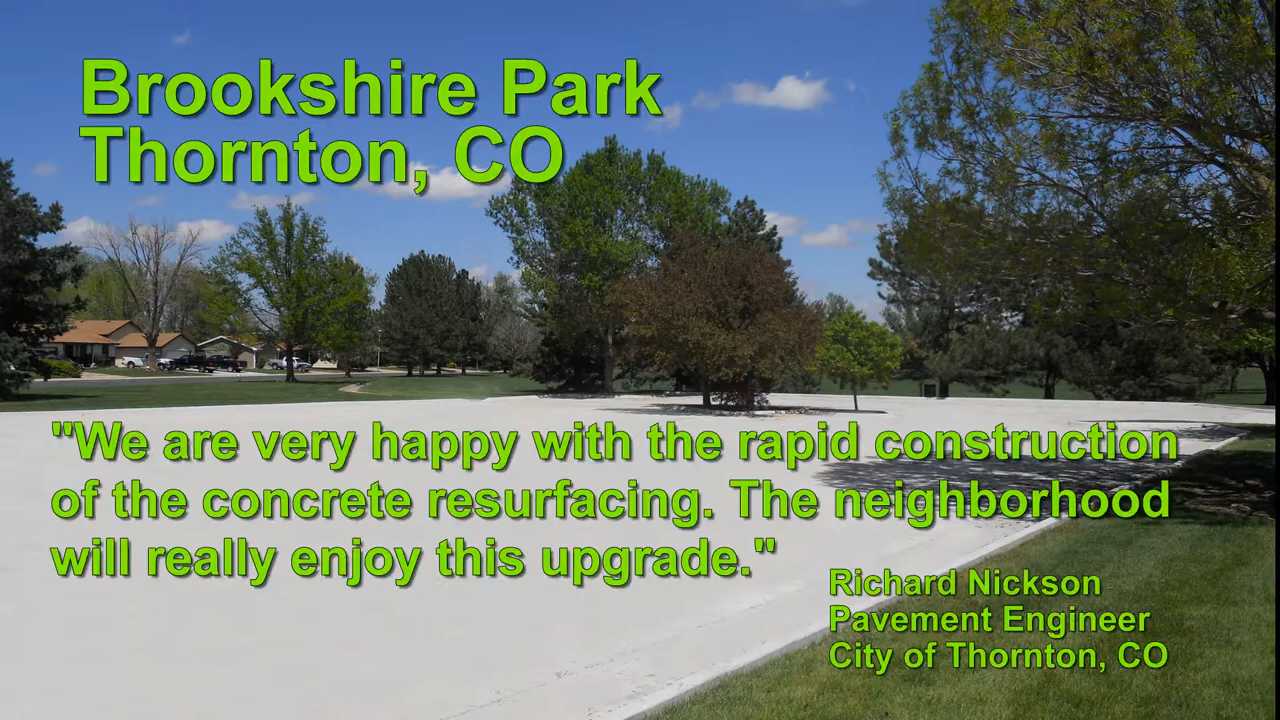 Brookshire Park
Thornton, CO
"We are very happy with the rapid construction
of the concrete resurfacing. The neighborhood
will really enjoy this upgrade."
Richard Nickson
Pavement Engineer
City of Thornton, CO